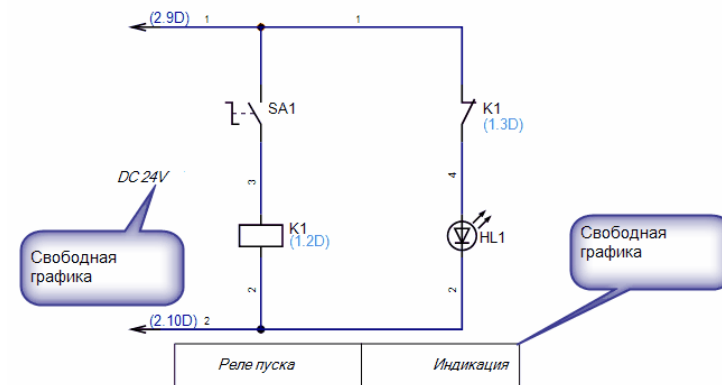 (2.9D) 1 1
SA1
K1
(1.3D)
DC 24V
3
4
Свободная
графика
K1
(1.2D)
HL1
Свободная
графика
2
2
(2.10D) 2
Реле пуска
Индикация